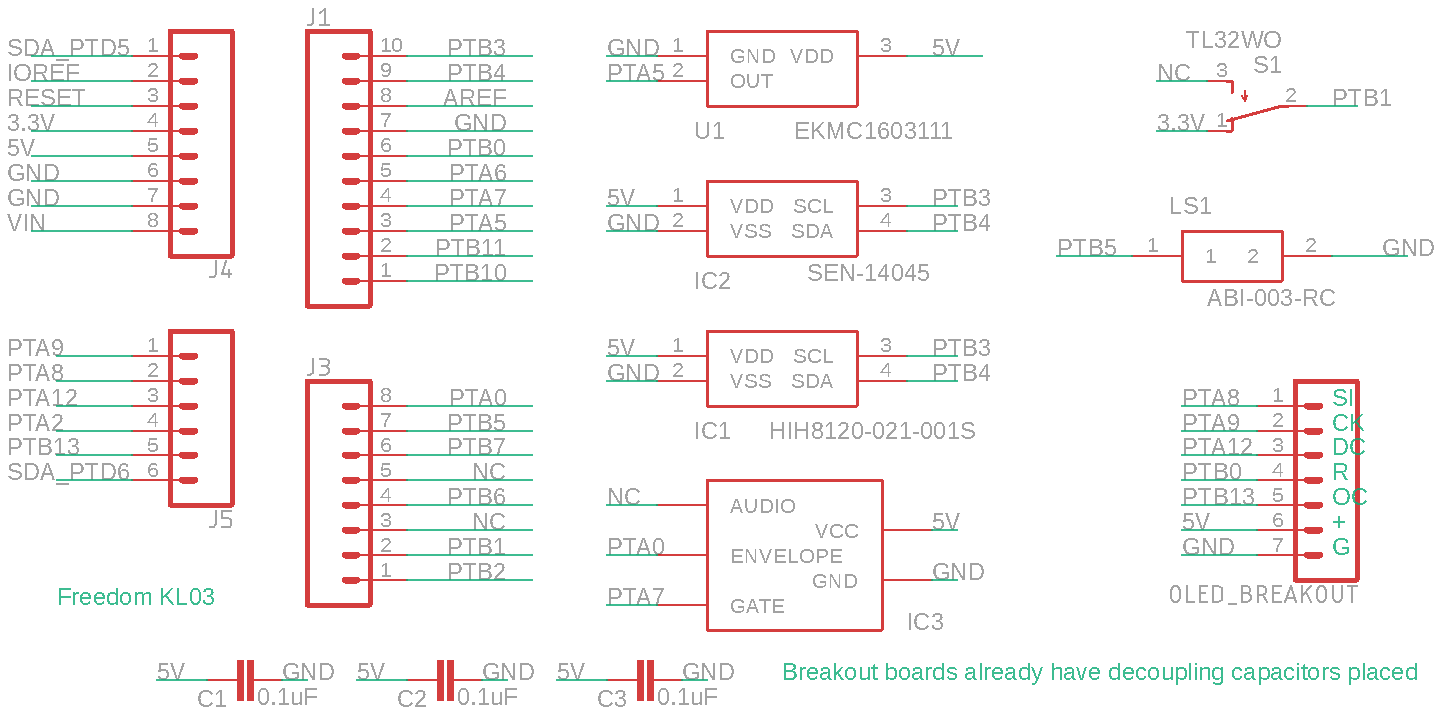 J4
SDA_PTD5 1
IOREF 2
RESET 3
3.3V 4
5V 5
GND 6
GND 7
VIN 8
J1
10 PTB3
9 PTB4
8 AREF
7 GND
6 PTB0
5 PTA6
4 PTA7
3 PTA5
2 PTB11
1 PTB10
GND 1 GND VDD 3 5V
PTA5 2 OUT
U1 EKMC1603111
5V 1 VDD SCL 3 PTB3
GND 2 VSS SDA 4 PTB4
IC2 SEN-14045
5V 1 VDD SCL 3 PTB3
GND 2 VSS SDA 4 PTB4
IC1 HIH8120-021-001S
NC AUDIO
VCC 5V
PTA0 ENVELOPE
GND GND
PTA7 GATE
IC3
TL32WO
S1
NC 3
2 PTB1
3.3V 1
LS1
PTB5 1 1 2 2 GND
ABI-003-RC
PTA9 1
PTA8 2
PTA12 3
PTA2 4
PTB13 5
SDA_PTD6 6
J5
J3
8 PTA0
7 PTB5
6 PTB7
5 NC
4 PTB6
3 NC
2 PTB1
1 PTB2
PTA8 1 SI
PTA9 2 CK
PTA12 3 DC
PTB0 4 R
PTB13 5 OC
5V 6 +
GND 7 G
OLED_BREAKOUT
Freedom KL03
5V GND
C1 0.1uF
5V GND
C2 0.1uF
5V GND
C3 0.1uF
Breakout boards already have decoupling capacitors placed